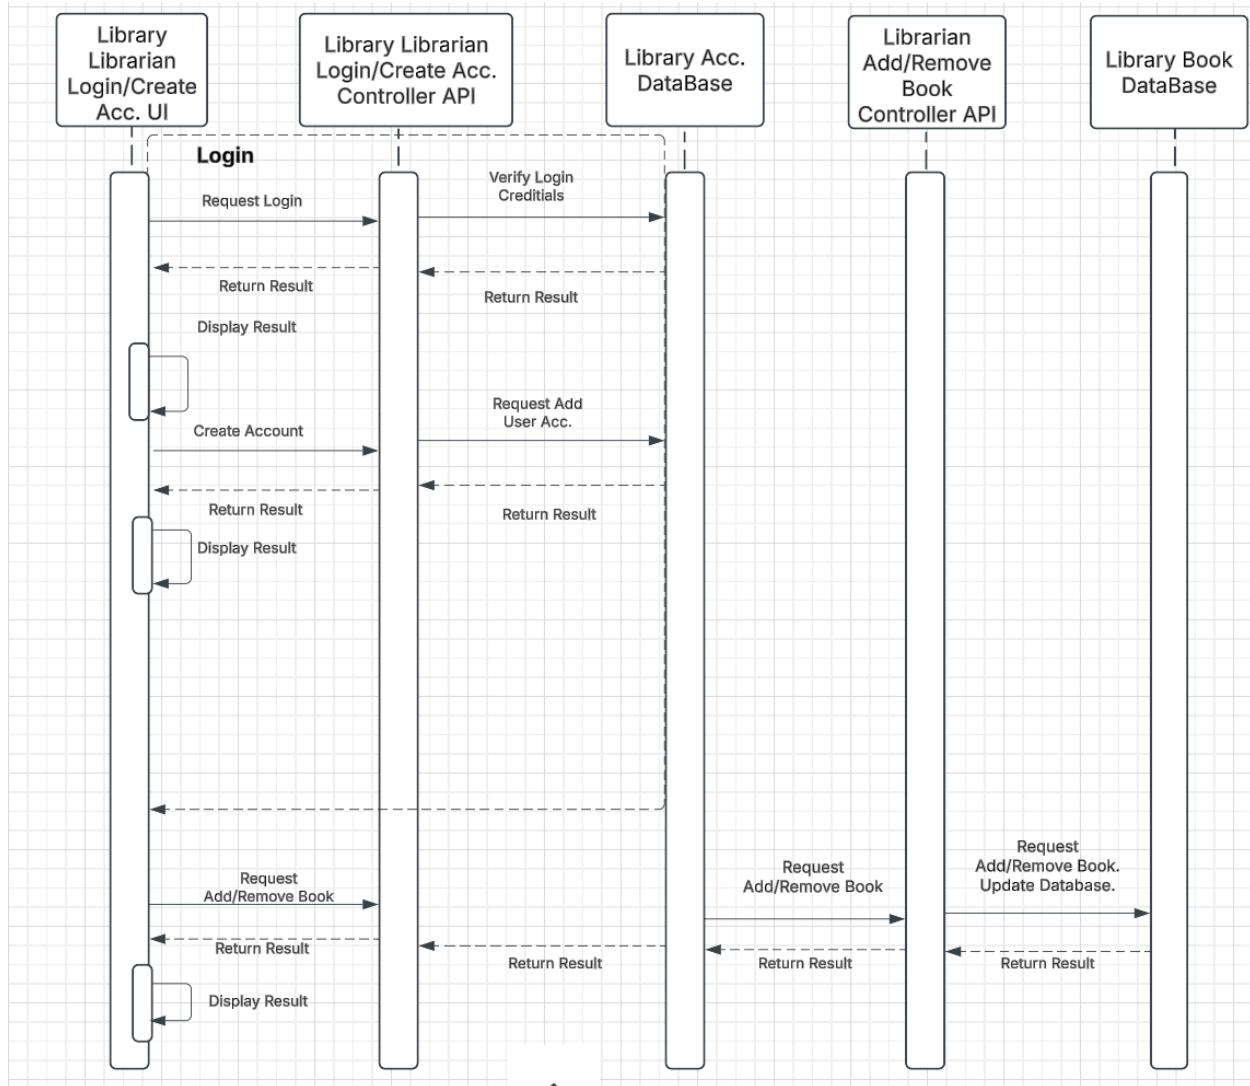 Library
Librarian
Login/Create
Acc. UI
Library Librarian
Login/Create Acc.
Controller API
Library Acc.
DataBase
Librarian
Add/Remove
Book
Controller API
Library Book
DataBase
Login
Request Login
Verify Login
Creditials
Return Result
Return Result
Display Result
Create Account
Request Add
User Acc.
Return Result
Return Result
Display Result
Request
Add/Remove Book
Request
Add/Remove Book
Request
Add/Remove Book.
Update Database.
Return Result
Return Result
Return Result
Return Result
Display Result